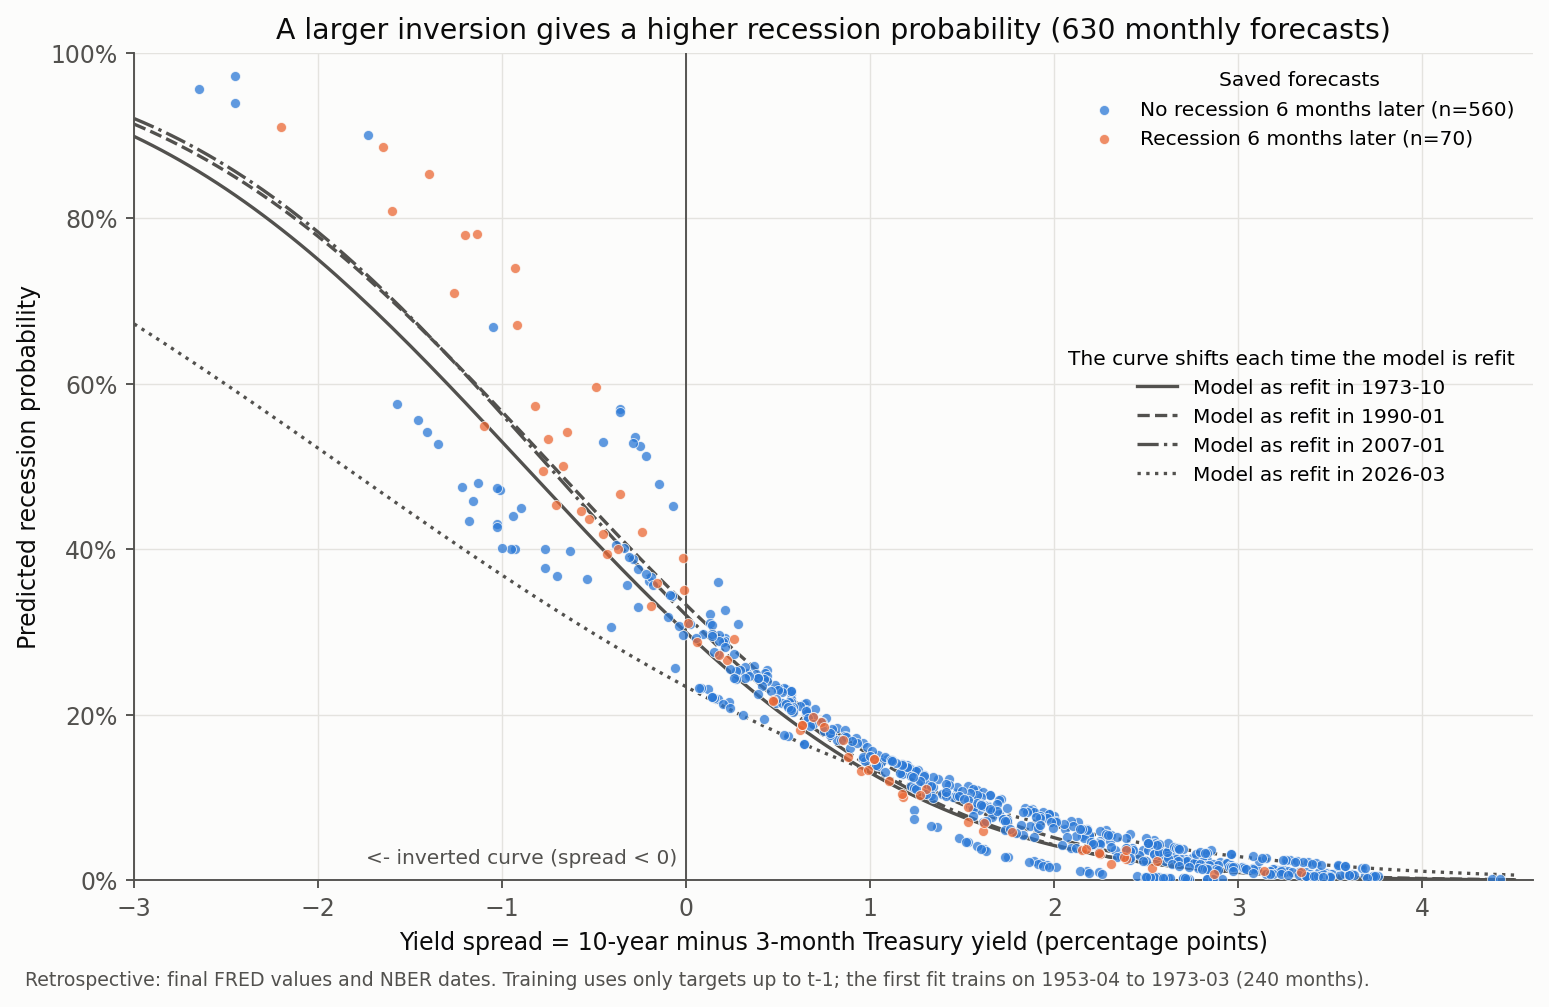 A larger inversion gives a higher recession probability (630 monthly forecasts)
100%
80%
60%
40%
20%
0%
Predicted recession probability
Saved forecasts
No recession 6 months later (n=560)
Recession 6 months later (n=70)
The curve shifts each time the model is refit
Model as refit in 1973-10
Model as refit in 1990-01
Model as refit in 2007-01
Model as refit in 2026-03
<- inverted curve (spread < 0)
−3 −2 −1 0 1 2 3 4
Yield spread = 10-year minus 3-month Treasury yield (percentage points)
Retrospective: final FRED values and NBER dates. Training uses only targets up to t-1; the first fit trains on 1953-04 to 1973-03 (240 months).